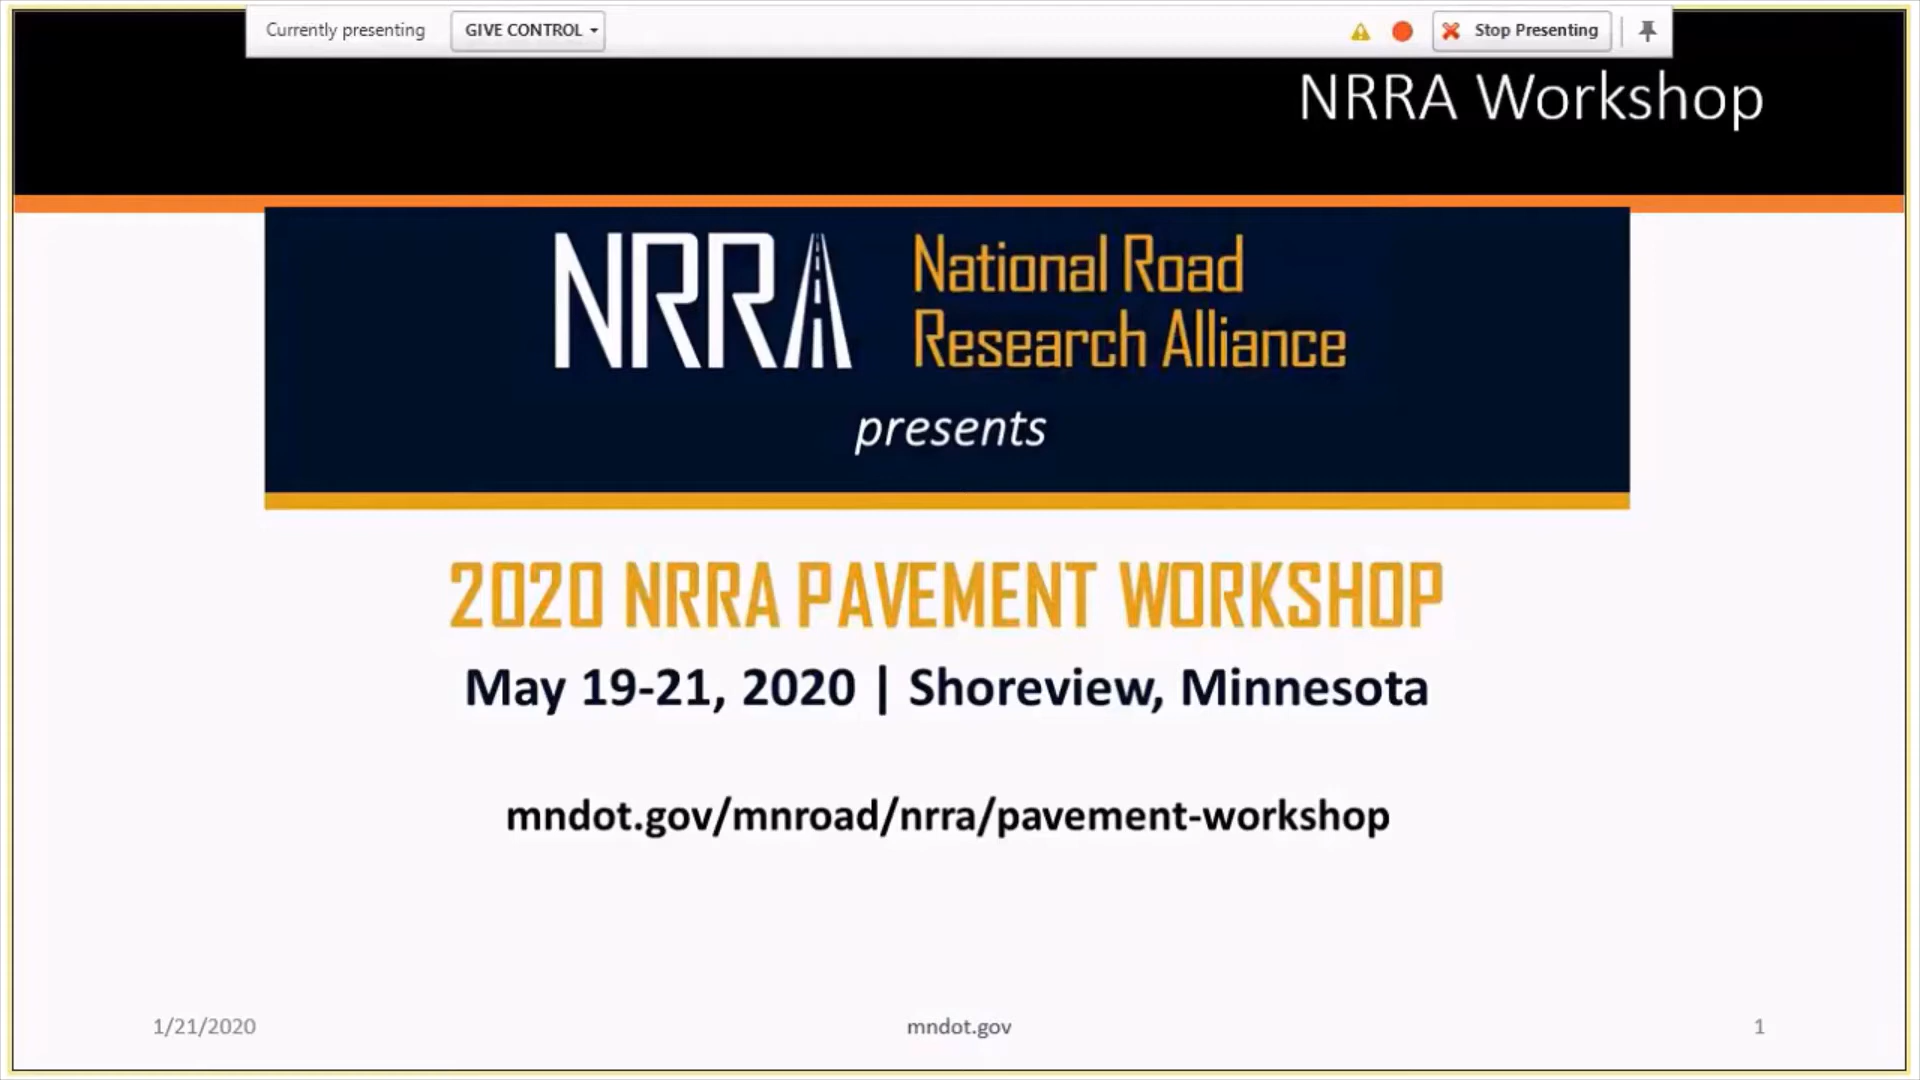 Currently presenting GIVE CONTROL Stop Presenting
NRRA Workshop
NRRA National Road
Research Alliance
presents
2020 NRRA PAVEMENT WORKSHOP
May 19-21, 2020 | Shoreview, Minnesota
mndot.gov/mnroad/nrra/pavement-workshop
1/21/2020 mndot.gov 1